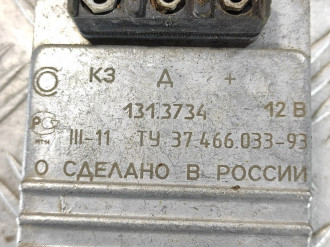 КЗ Д +
131.3734 12 В
III-11 ТУ 37.466.033-93
О СДЕЛАНО В РОССИИ